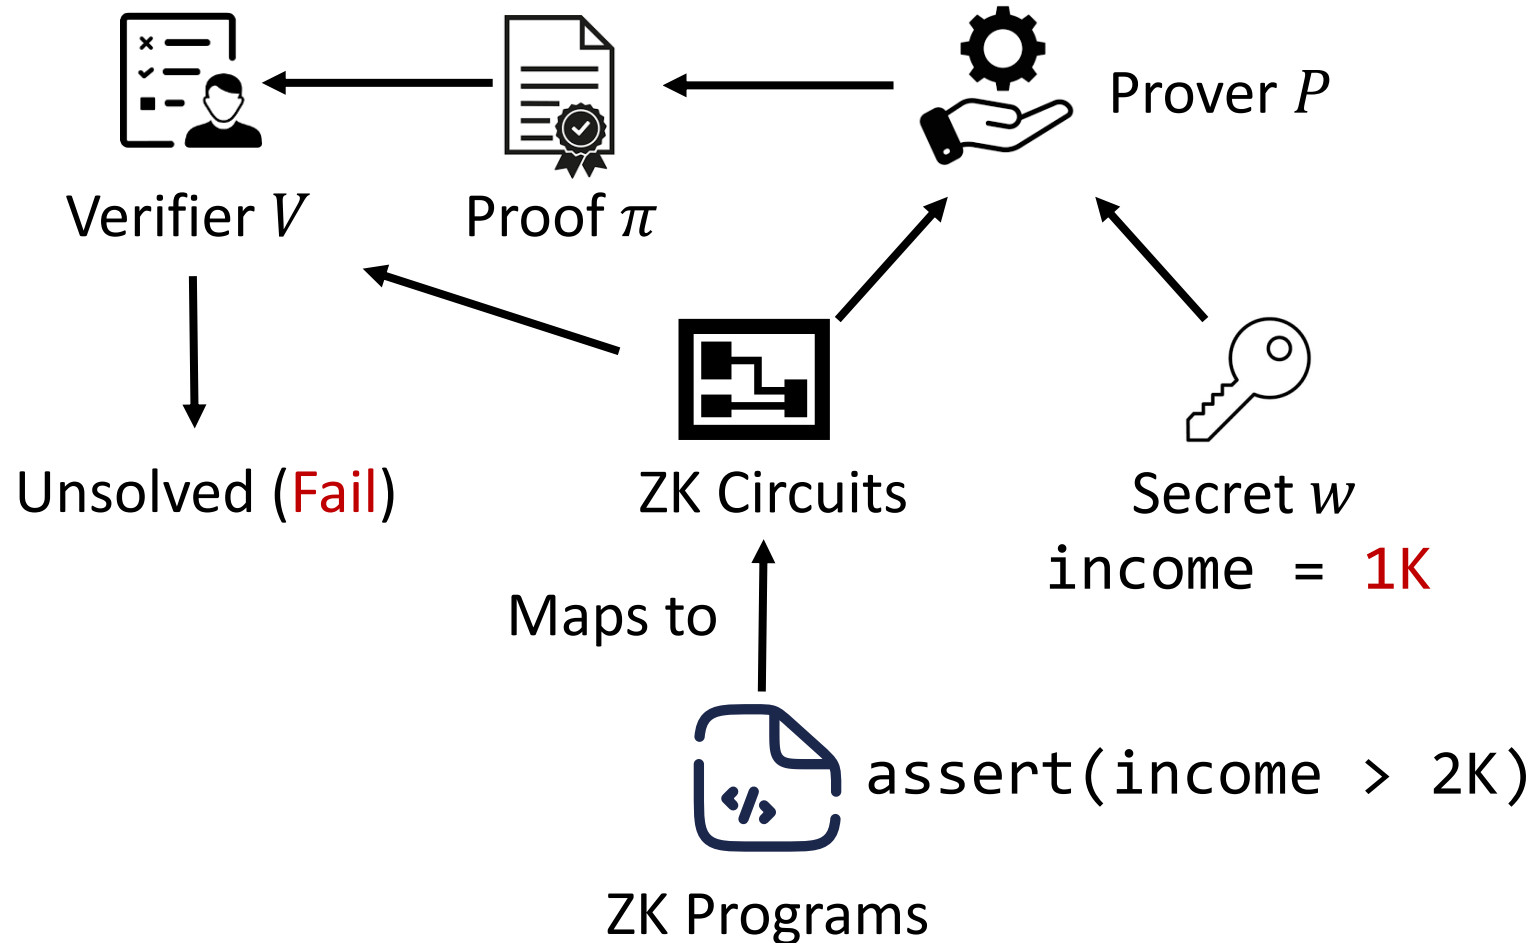 Prover P
Verifier V
Proof π
Unsolved (Fail)
ZK Circuits
Secret w
income = 1K
Maps to
assert(income > 2K)
ZK Programs